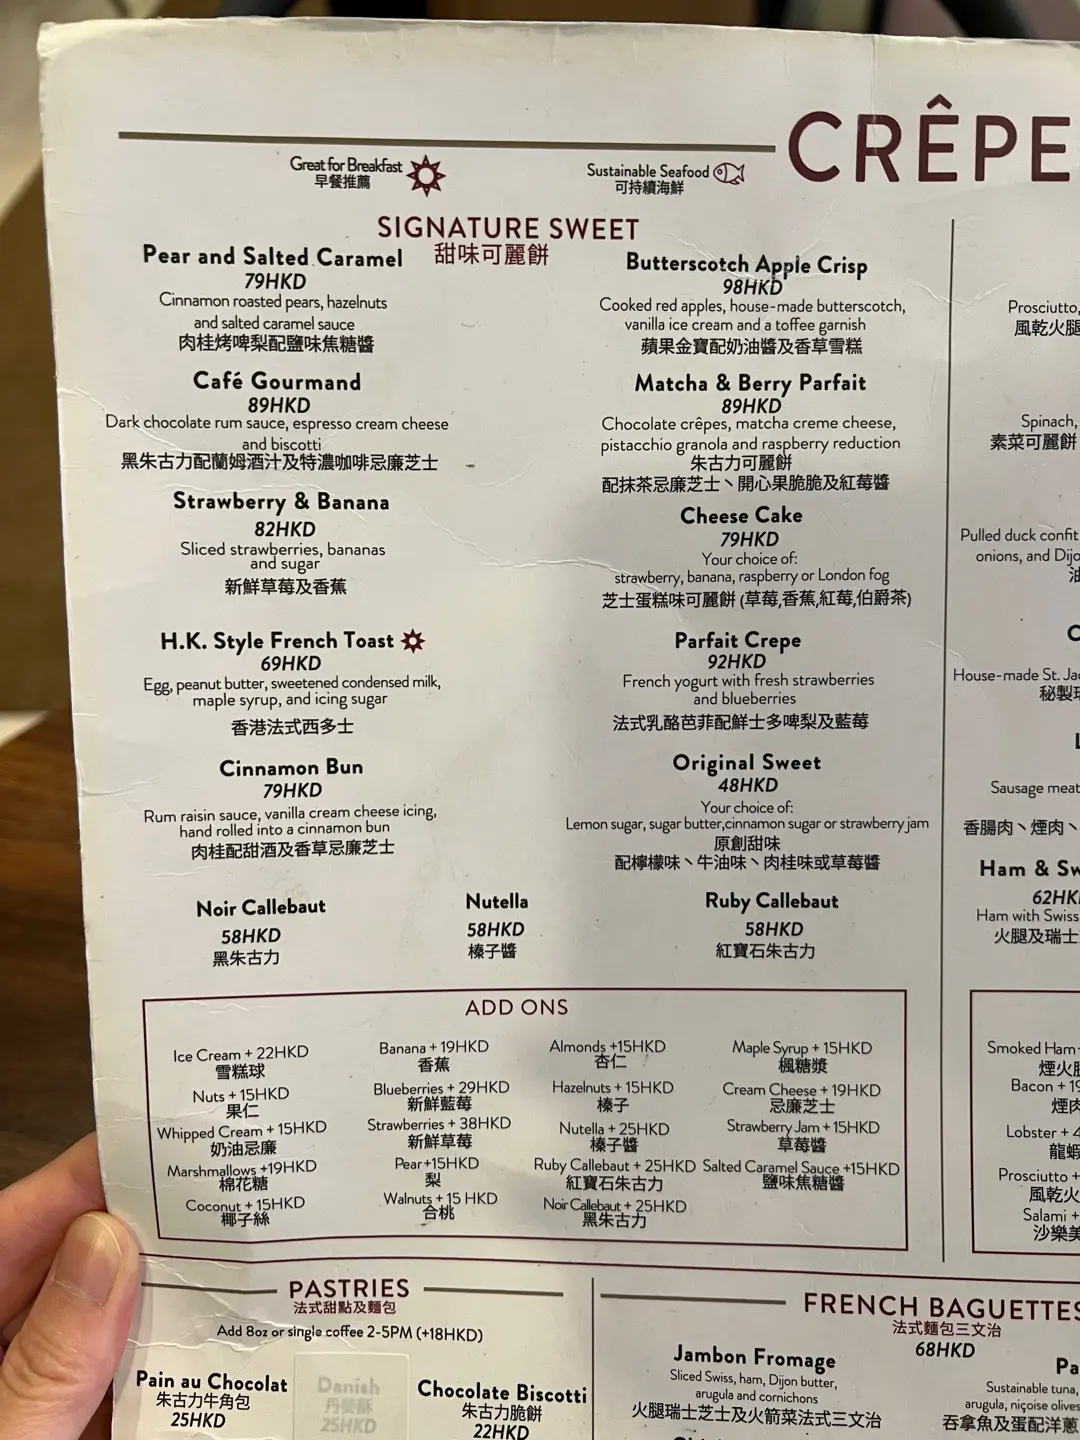 CRÊPE
Great for Breakfast
早餐推薦
Sustainable Seafood
可持續海鮮
SIGNATURE SWEET
甜味可麗餅
Pear and Salted Caramel
79HKD
Cinnamon roasted pears, hazelnuts
and salted caramel sauce
肉桂烤啤梨配鹽味焦糖醬
Café Gourmand
89HKD
Dark chocolate rum sauce, espresso cream cheese
and biscotti
黑朱古力配蘭姆酒汁及特濃咖啡忌廉芝士
Strawberry & Banana
82HKD
Sliced strawberries, bananas
and sugar
新鮮草莓及香蕉
H.K. Style French Toast
69HKD
Egg, peanut butter, sweetened condensed milk,
maple syrup, and icing sugar
香港法式西多士
Cinnamon Bun
79HKD
Rum raisin sauce, vanilla cream cheese icing,
hand rolled into a cinnamon bun
肉桂配甜酒及香草忌廉芝士
Butterscotch Apple Crisp
98HKD
Cooked red apples, house-made butterscotch,
vanilla ice cream and a toffee garnish
蘋果金寶配奶油醬及香草雪糕
Matcha & Berry Parfait
89HKD
Chocolate crêpes, matcha creme cheese,
pistacchio granola and raspberry reduction
朱古力可麗餅
配抹茶忌廉芝士、開心果脆脆及紅莓醬
Cheese Cake
79HKD
Your choice of:
strawberry, banana, raspberry or London fog
芝士蛋糕味可麗餅 (草莓,香蕉,紅莓,伯爵茶)
Parfait Crepe
92HKD
French yogurt with fresh strawberries
and blueberries
法式乳酪芭菲配鮮士多啤梨及藍莓
Original Sweet
48HKD
Your choice of:
Lemon sugar, sugar butter,cinnamon sugar or strawberry jam
原創甜味
配檸檬味、牛油味、肉桂味或草莓醬
Noir Callebaut
58HKD
黑朱古力
Nutella
58HKD
榛子醬
Ruby Callebaut
58HKD
紅寶石朱古力
ADD ONS
Ice Cream + 22HKD
雪糕球
Nuts + 15HKD
果仁
Whipped Cream + 15HKD
奶油忌廉
Marshmallows +19HKD
棉花糖
Coconut + 15HKD
椰子絲
Banana + 19HKD
香蕉
Blueberries + 29HKD
新鮮藍莓
Strawberries + 38HKD
新鮮草莓
Pear+15HKD
梨
Walnuts + 15 HKD
合桃
Almonds +15HKD
杏仁
Hazelnuts + 15HKD
榛子
Nutella + 25HKD
榛子醬
Ruby Callebaut + 25HKD
紅寶石朱古力
Noir Callebaut + 25HKD
黑朱古力
Maple Syrup + 15HKD
楓糖漿
Cream Cheese + 19HKD
忌廉芝士
Strawberry Jam + 15HKD
草莓醬
Salted Caramel Sauce +15HKD
鹽味焦糖醬
Prosciutto,
風乾火腿
Spinach,
素菜可麗餅
Pulled duck confit
onions, and Dijo
油
House-made St. Ja
秘製
Sausage meat
香腸肉、煙肉、
Ham & Sw
62HK
Ham with Swiss
火腿及瑞士
Smoked Ham
煙火腿
Bacon + 19
煙肉
Lobster + 4
龍蝦
Prosciutto +
風乾火
Salami +
沙樂美
PASTRIES
法式甜點及麵包
Add 8oz or single coffee 2-5PM (+18HKD)
Pain au Chocolat
朱古力牛角包
25HKD
Danish
丹麥酥
25HKD
Chocolate Biscotti
朱古力脆餅
22HKD
FRENCH BAGUETTES
法式麵包三文治
68HKD
Jambon Fromage
Sliced Swiss, ham, Dijon butter,
arugula and cornichons
火腿瑞士芝士及火箭菜法式三文治
Pa
Sustainable tuna,
arugula, niçoise olives
吞拿魚及蛋配洋蔥